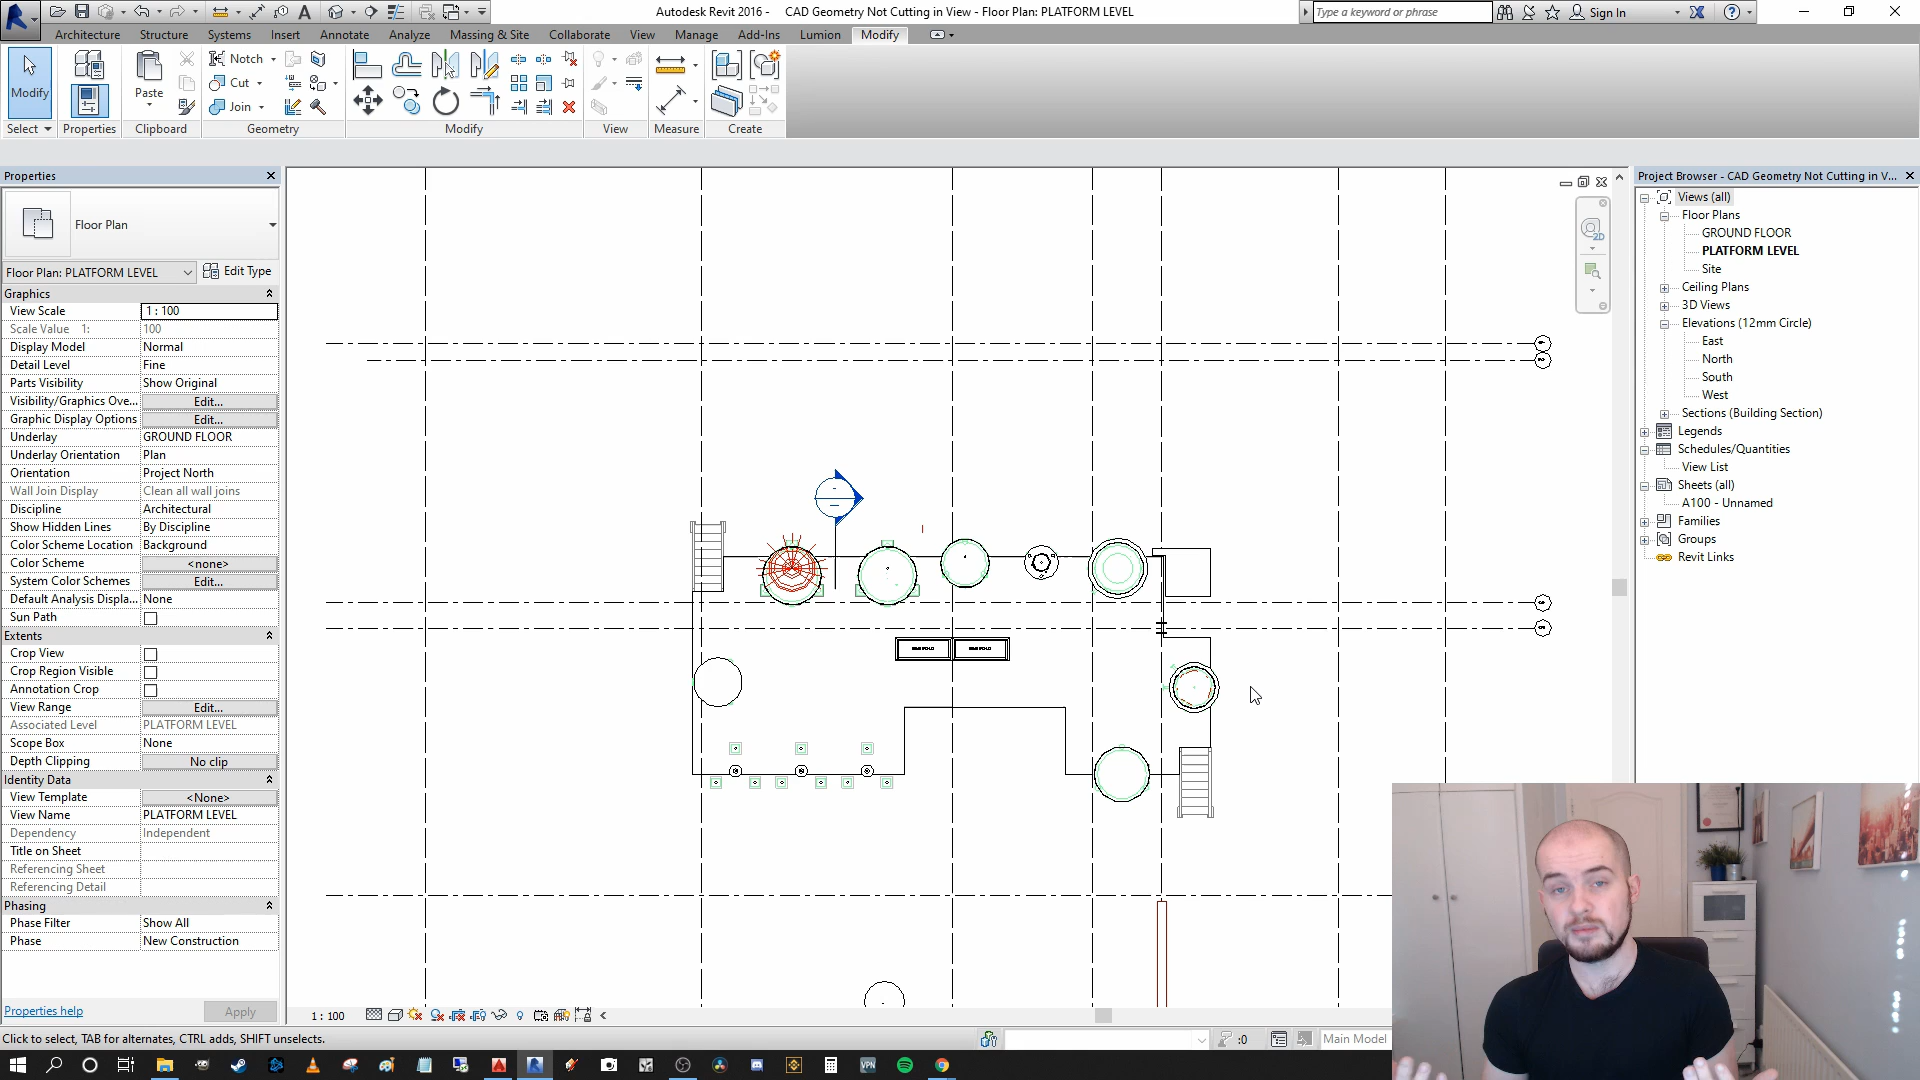 Autodesk Revit 2016 - CAD Geometry Not Cutting in View - Floor Plan: PLATFORM LEVEL
Type a keyword or phrase
Sign In
Architecture Structure Systems Insert Annotate Analyze Massing & Site Collaborate View Manage Add-Ins Lumion Modify
Modify
Paste
Notch
Cut
Join
Select Properties Clipboard Geometry Modify View Measure Create
Properties
Floor Plan
Floor Plan: PLATFORM LEVEL Edit Type
Graphics
View Scale 1 : 100
Scale Value 1: 100
Display Model Normal
Detail Level Fine
Parts Visibility Show Original
Visibility/Graphics Ove... Edit...
Graphic Display Options Edit...
Underlay GROUND FLOOR
Underlay Orientation Plan
Orientation Project North
Wall Join Display Clean all wall joins
Discipline Architectural
Show Hidden Lines By Discipline
Color Scheme Location Background
Color Scheme <none>
System Color Schemes Edit...
Default Analysis Displa... None
Sun Path
Extents
Crop View
Crop Region Visible
Annotation Crop
View Range Edit...
Associated Level PLATFORM LEVEL
Scope Box None
Depth Clipping No clip
Identity Data
View Template <None>
View Name PLATFORM LEVEL
Dependency Independent
Title on Sheet
Referencing Sheet
Referencing Detail
Phasing
Phase Filter Show All
Phase New Construction
Properties help Apply
Project Browser - CAD Geometry Not Cutting in V...
Views (all)
Floor Plans
GROUND FLOOR
PLATFORM LEVEL
Site
Ceiling Plans
3D Views
Elevations (12mm Circle)
East
North
South
West
Sections (Building Section)
Legends
Schedules/Quantities
View List
Sheets (all)
A100 - Unnamed
Families
Groups
Revit Links
2D
1 : 100
Click to select, TAB for alternates, CTRL adds, SHIFT unselects.
:0
Main Model
VPN